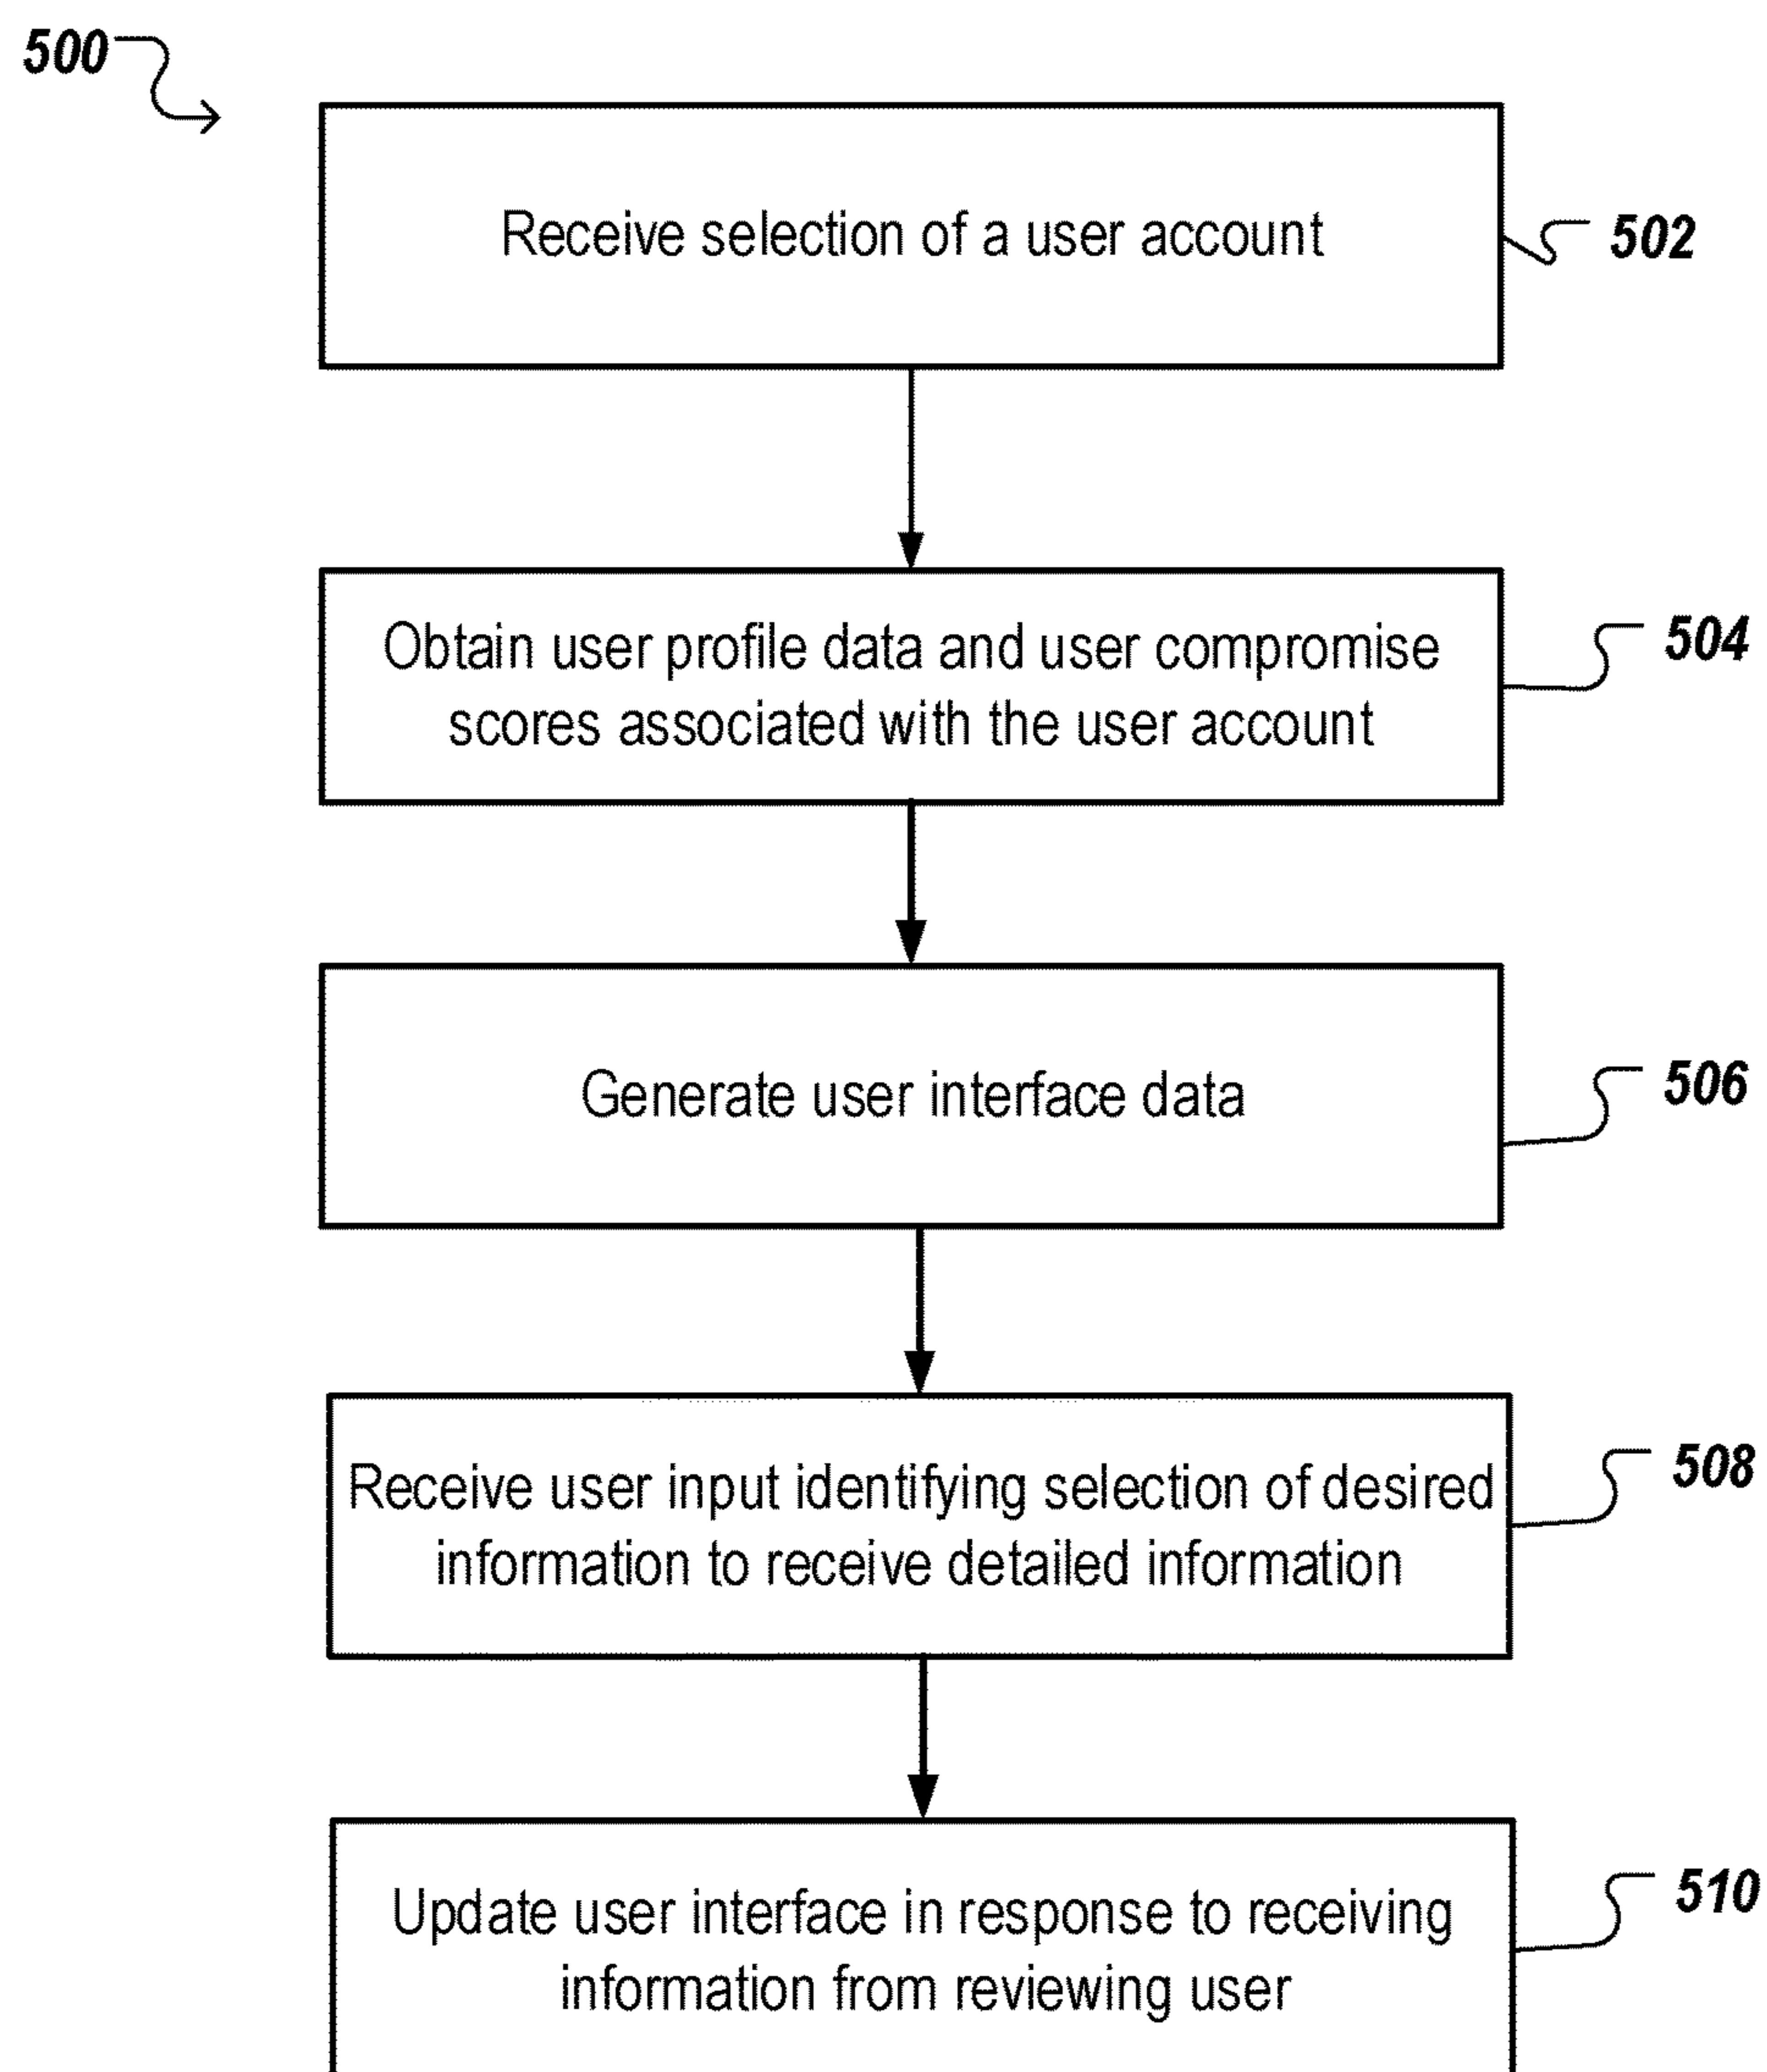 500
Receive selection of a user account
502
Obtain user profile data and user compromise
scores associated with the user account
504
Generate user interface data
506
Receive user input identifying selection of desired
information to receive detailed information
508
Update user interface in response to receiving
information from reviewing user
510